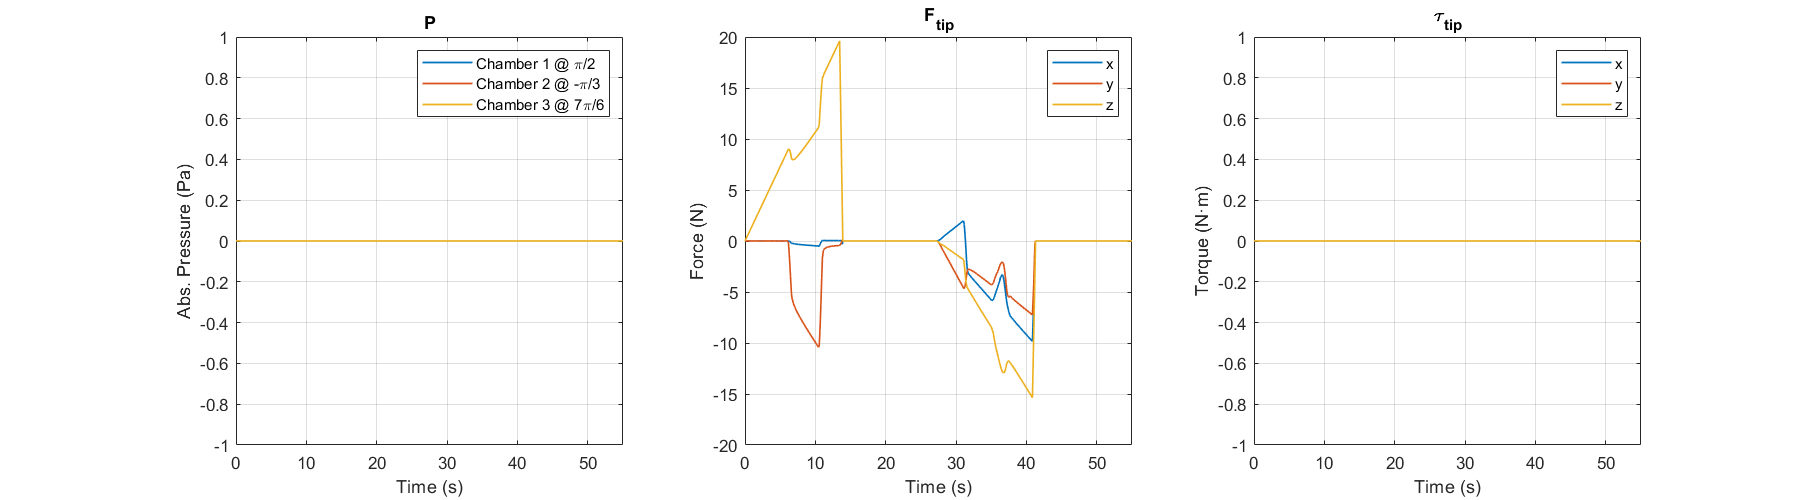 P
Abs. Pressure (Pa)
1
0.8
0.6
0.4
0.2
0
-0.2
-0.4
-0.6
-0.8
-1
0 10 20 30 40 50
Time (s)
Chamber 1 @ π/2
Chamber 2 @ -π/3
Chamber 3 @ 7π/6
F_tip
Force (N)
20
15
10
5
0
-5
-10
-15
-20
0 10 20 30 40 50
Time (s)
x
y
z
τ_tip
Torque (N·m)
1
0.8
0.6
0.4
0.2
0
-0.2
-0.4
-0.6
-0.8
-1
0 10 20 30 40 50
Time (s)
x
y
z